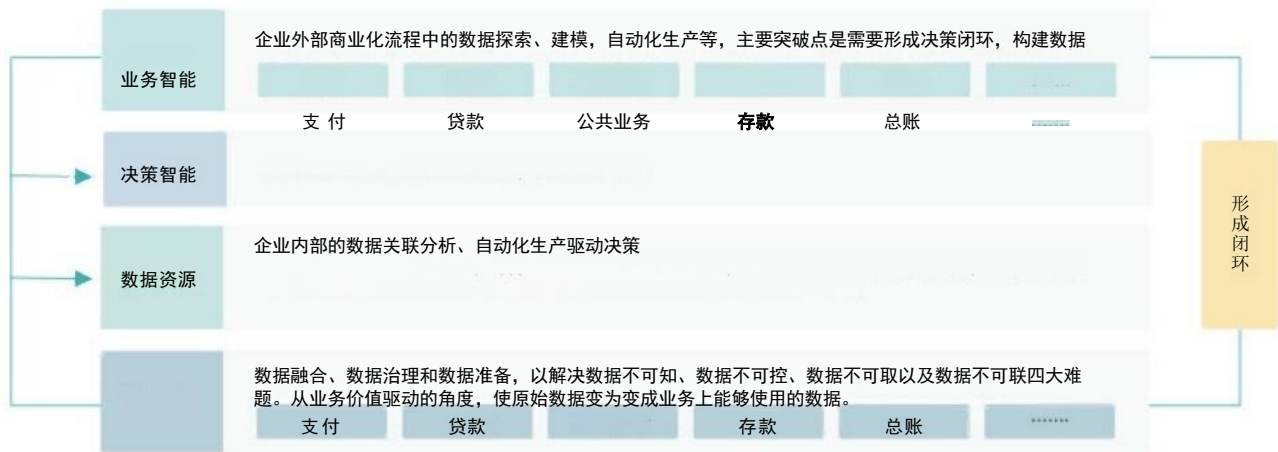 企业外部商业化流程中的数据探索、建模，自动化生产等，主要突破点是需要形成决策闭环，构建数据
业务智能
支 付 贷款 公共业务 存款 总账
决策智能
企业内部的数据关联分析、自动化生产驱动决策
数据资源
形成闭环
数据融合、数据治理和数据准备，以解决数据不可知、数据不可控、数据不可取以及数据不可联四大难
题。从业务价值驱动的角度，使原始数据变为变成业务上能够使用的数据。
支付 贷款 存款 总账 .......